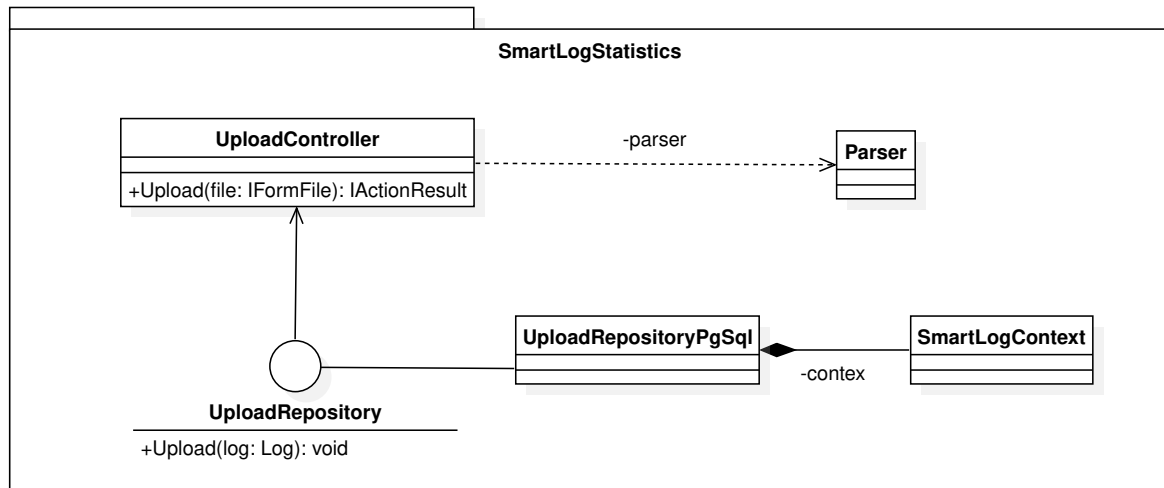 SmartLogStatistics
UploadController
+Upload(file: IFormFile): IActionResult
-parser
Parser
UploadRepositoryPgSql
SmartLogContext
-contex
UploadRepository
+Upload(log: Log): void